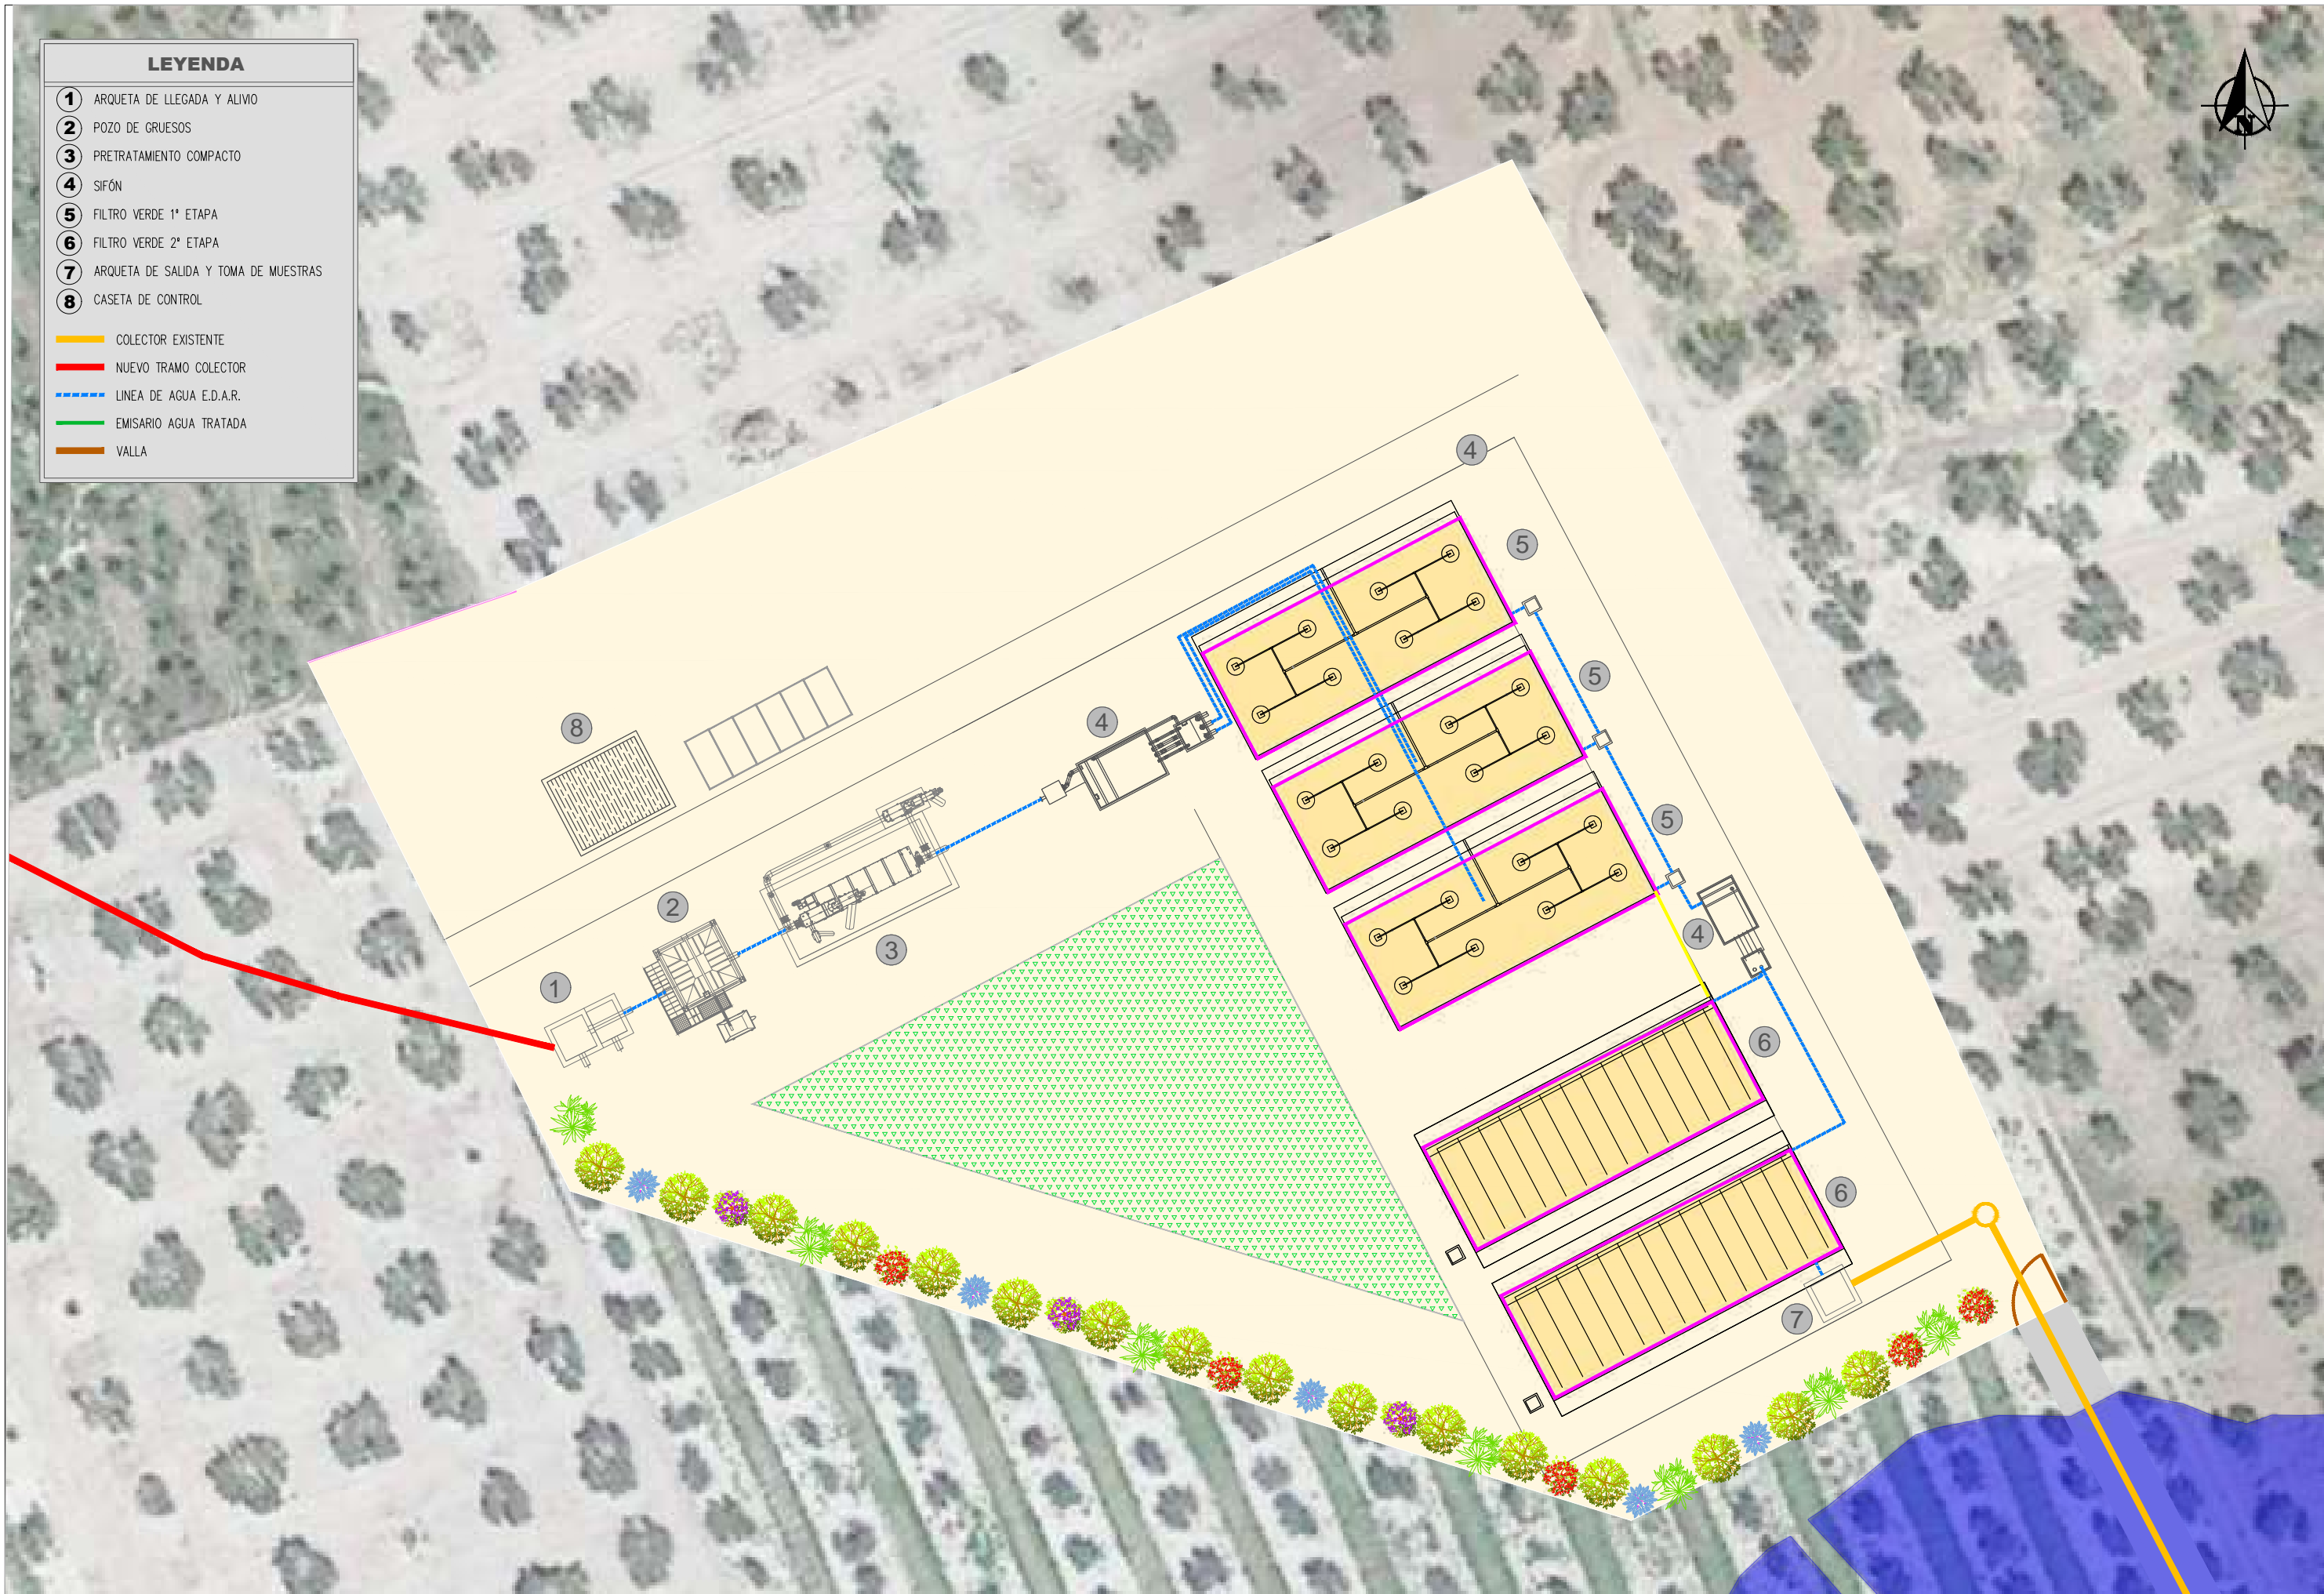 LEYENDA
1 ARQUETA DE LLEGADA Y ALIVIO
2 POZO DE GRUESOS
3 PRETRATAMIENTO COMPACTO
4 SIFÓN
5 FILTRO VERDE 1ª ETAPA
6 FILTRO VERDE 2ª ETAPA
7 ARQUETA DE SALIDA Y TOMA DE MUESTRAS
8 CASETA DE CONTROL
COLECTOR EXISTENTE
NUEVO TRAMO COLECTOR
LINEA DE AGUA E.D.A.R.
EMISARIO AGUA TRATADA
VALLA
N
4
5
5
8
4
5
2
4
3
1
6
6
7